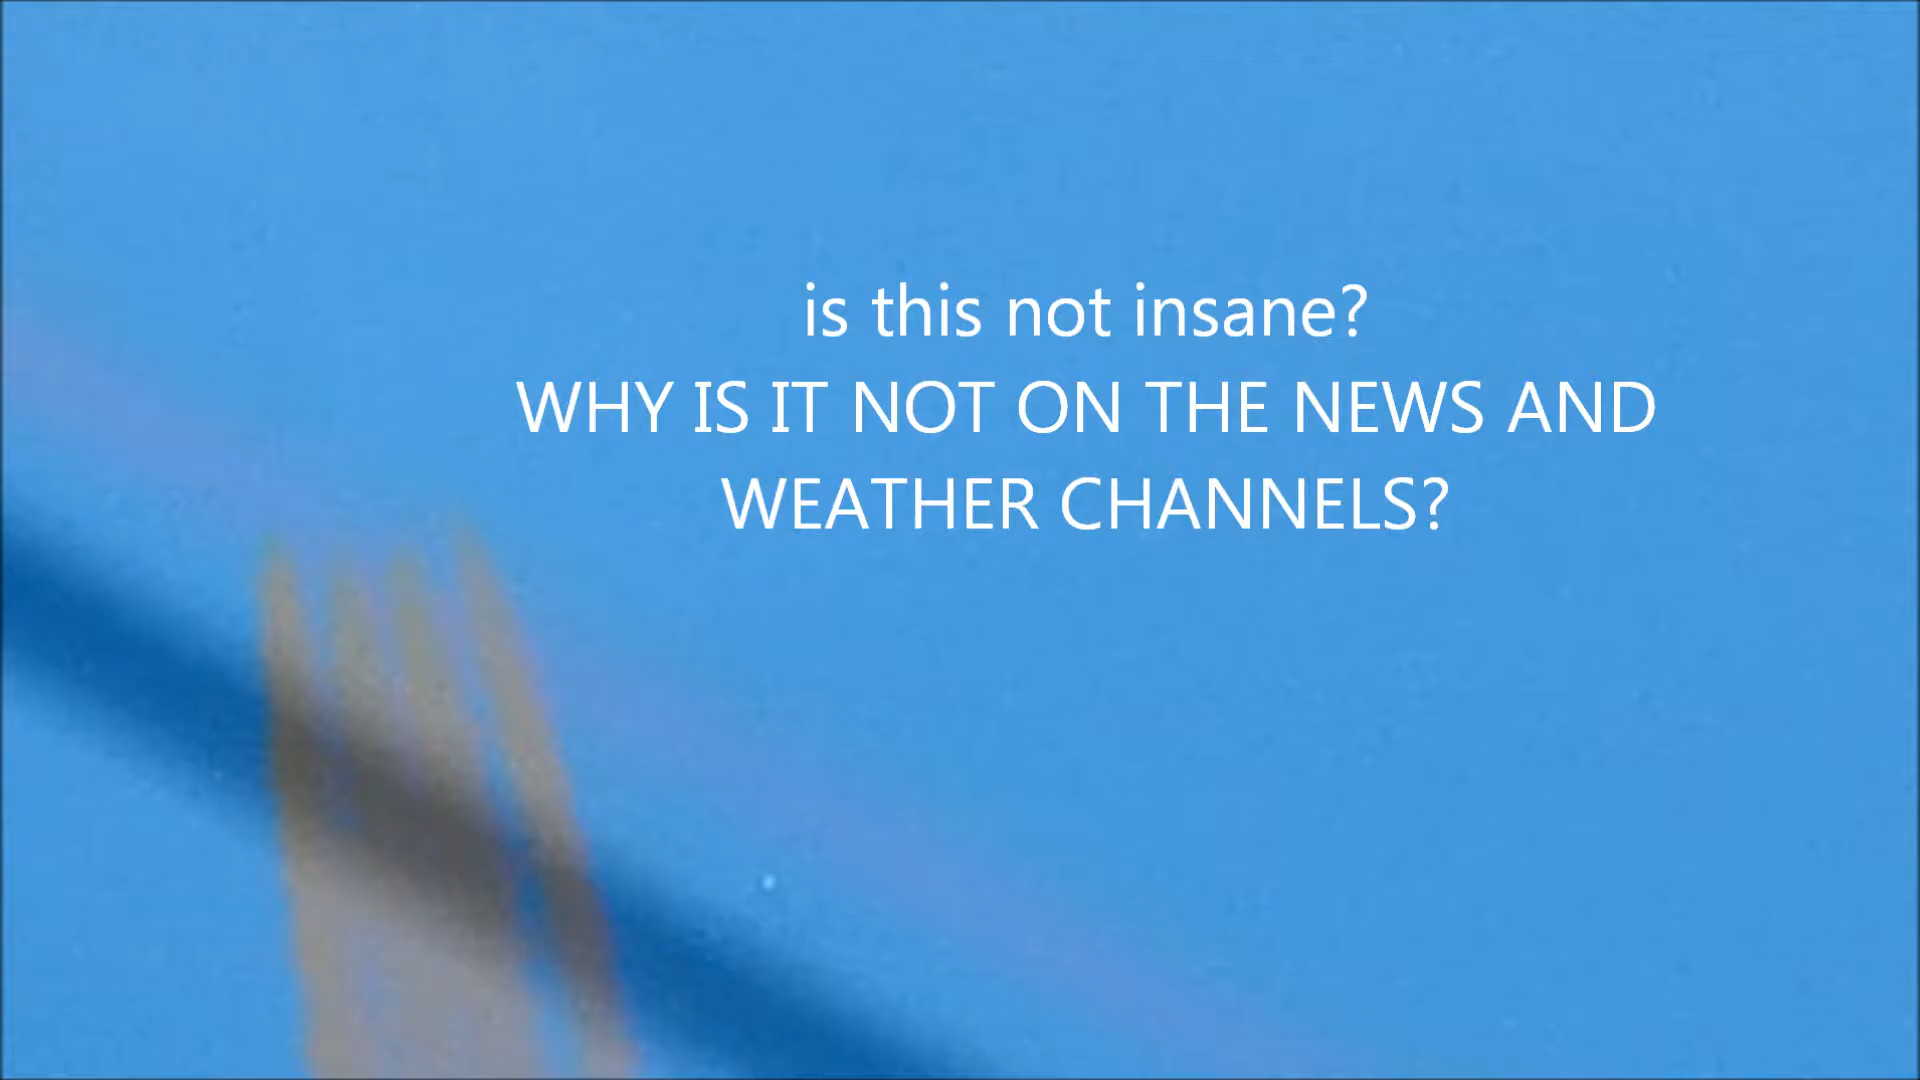 is this not insane?
WHY IS IT NOT ON THE NEWS AND
WEATHER CHANNELS?